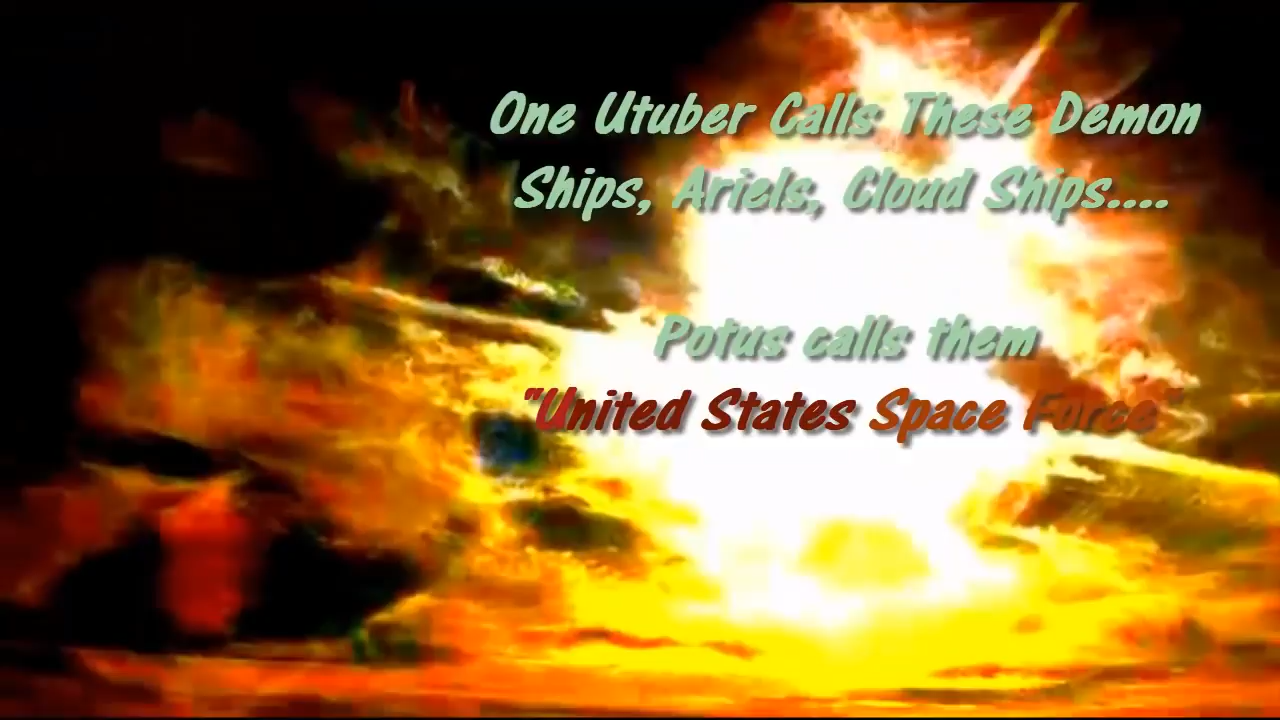 One Utuber Calls These Demon
Ships, Ariels, Cloud Ships....
Potus calls them
"United States Space Force"